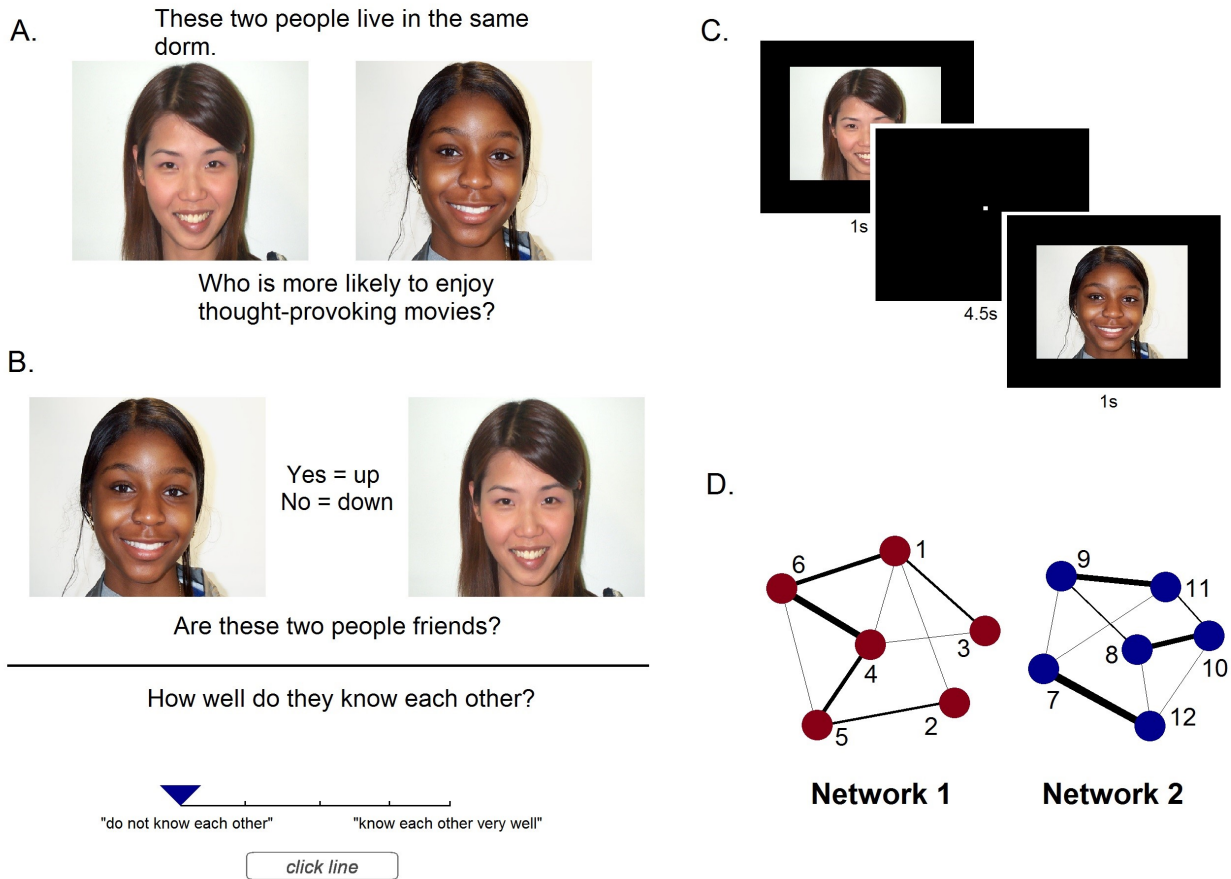 A.
These two people live in the same
dorm.
Who is more likely to enjoy
thought-provoking movies?
B.
Yes = up
No = down
Are these two people friends?
How well do they know each other?
"do not know each other"
"know each other very well"
click line
C.
1s
4.5s
1s
D.
6
1
4
3
5
2
Network 1
9
11
8
10
7
12
Network 2